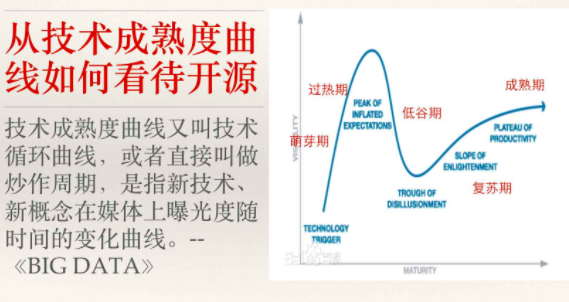 从技术成熟度曲
线如何看待开源
技术成熟度曲线又叫技术
循环曲线，或者直接叫做
炒作周期，是指新技术、
新概念在媒体上曝光度随
时间的变化曲线。--
《BIG DATA》
过热期
PEAK OF
INFLATED
EXPECTATIONS
低谷期
成熟期
萌芽期
PLATEAU OF
PRODUCTIVITY
SLOPE OF
ENLIGHTENMENT
复苏期
TROUGH OF
DISILLUSIONMENT
TECHNOLOGY
TRIGGER
MATURITY